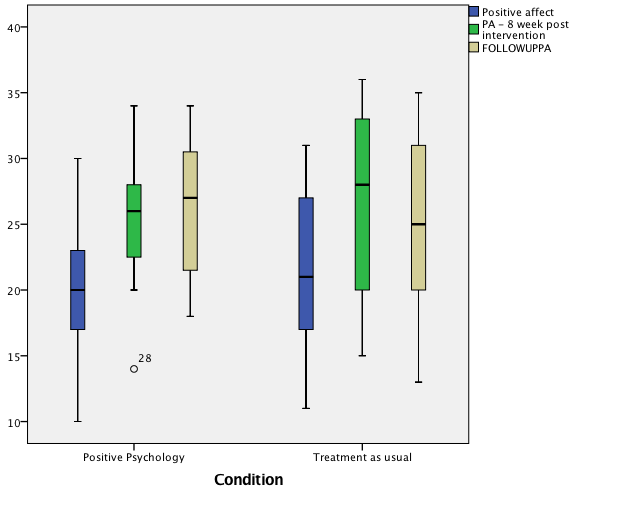 Positive affect
PA – 8 week post
intervention
FOLLOWUPPA
40
35
30
25
20
15
10
28
Positive Psychology
Treatment as usual
Condition